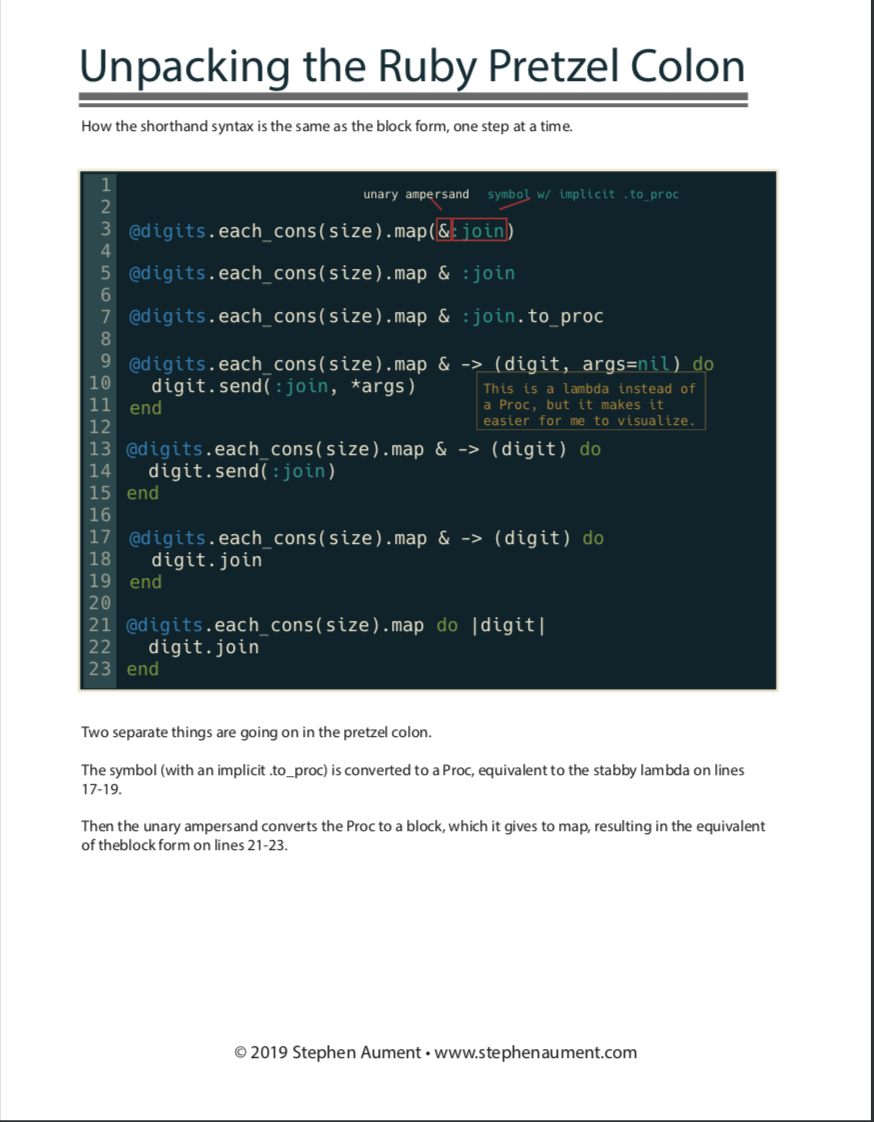 Unpacking the Ruby Pretzel Colon
How the shorthand syntax is the same as the block form, one step at a time.
1
unary ampersand symbol w/ implicit .to_proc
2
3 @digits.each_cons(size).map(&:join)
4
5 @digits.each_cons(size).map & :join
6
7 @digits.each_cons(size).map & :join.to_proc
8
9 @digits.each_cons(size).map & -> (digit, args=nil) do
10 digit.send(:join, *args)
This is a lambda instead of
a Proc, but it makes it
easier for me to visualize.
11 end
12
13 @digits.each_cons(size).map & -> (digit) do
14 digit.send(:join)
15 end
16
17 @digits.each_cons(size).map & -> (digit) do
18 digit.join
19 end
20
21 @digits.each_cons(size).map do |digit|
22 digit.join
23 end
Two separate things are going on in the pretzel colon.
The symbol (with an implicit .to_proc) is converted to a Proc, equivalent to the stabby lambda on lines
17-19.
Then the unary ampersand converts the Proc to a block, which it gives to map, resulting in the equivalent
of theblock form on lines 21-23.
© 2019 Stephen Aument • www.stephenaument.com